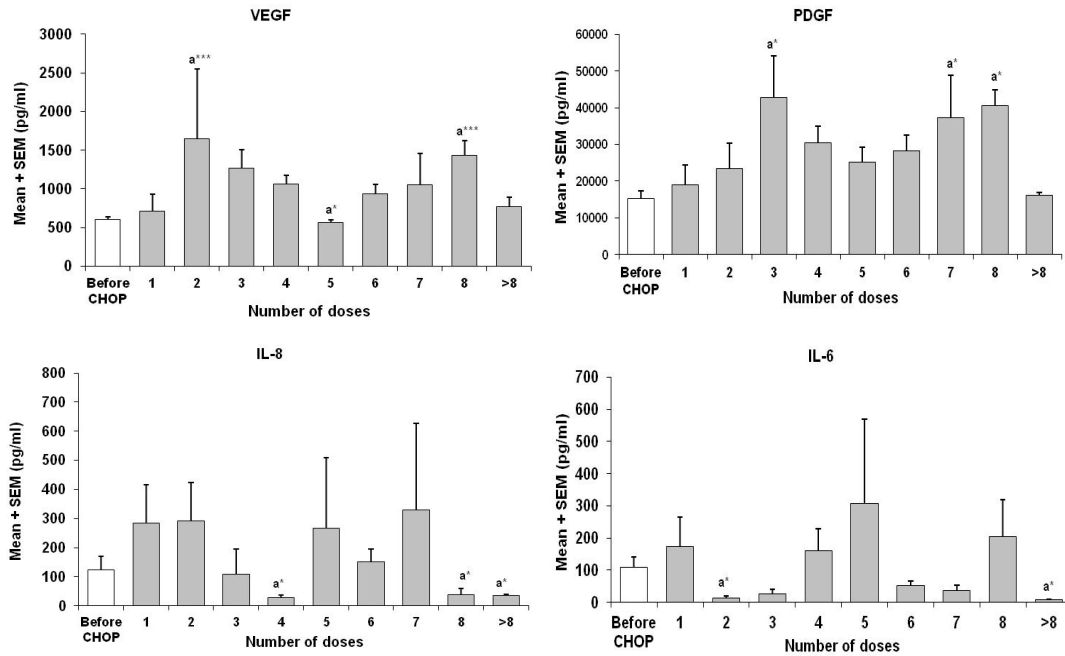 VEGF
Mean + SEM (pg/ml)
3000
2500
2000
1500
1000
500
0
a***
a*
a***
Before CHOP 1 2 3 4 5 6 7 8 >8
Number of doses
PDGF
Mean + SEM (pg/ml)
60000
50000
40000
30000
20000
10000
0
a*
a*
a*
Before CHOP 1 2 3 4 5 6 7 8 >8
Number of doses
IL-8
Mean + SEM (pg/ml)
800
700
600
500
400
300
200
100
0
a*
a*
a*
Before CHOP 1 2 3 4 5 6 7 8 >8
Number of doses
IL-6
Mean + SEM (pg/ml)
700
600
500
400
300
200
100
0
a*
a*
Before CHOP 1 2 3 4 5 6 7 8 >8
Number of doses